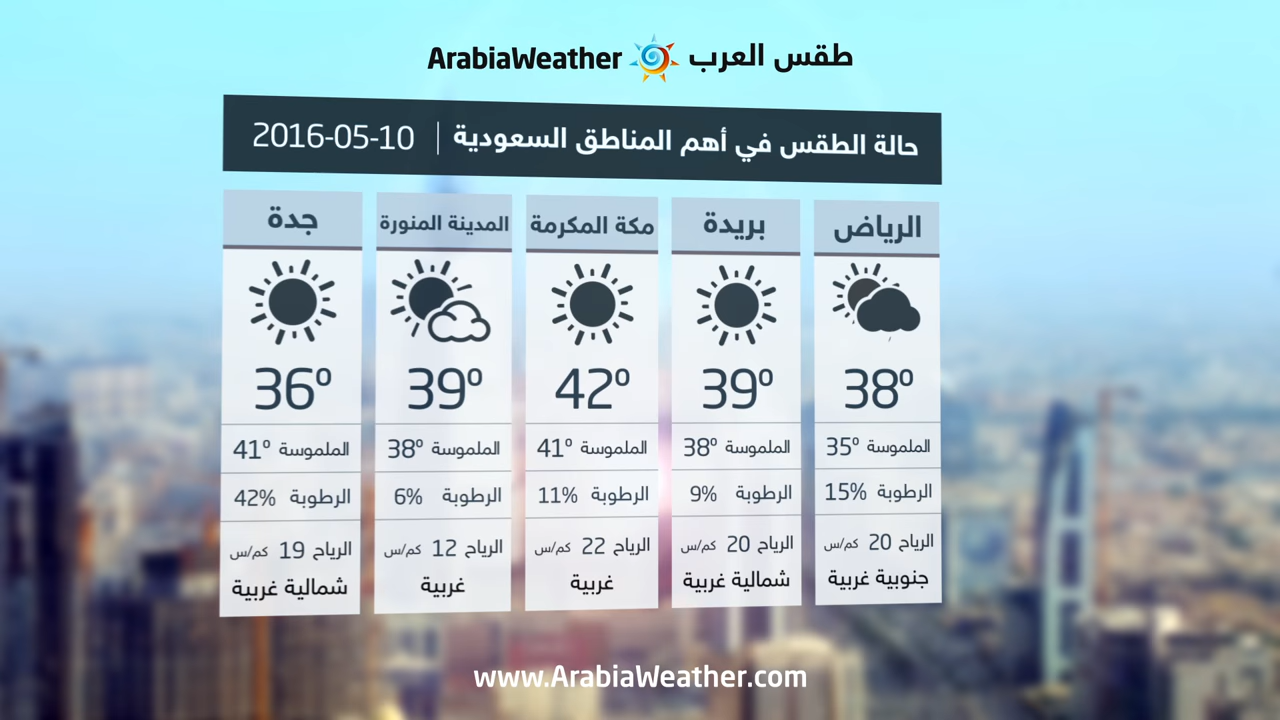 طقس العرب ArabiaWeather
حالة الطقس في أهم المناطق السعودية | 2016-05-10
الرياض
38º
الملموسة 35º
الرطوبة 15%
الرياح 20 كم/س
جنوبية غربية
بريدة
39º
الملموسة 38º
الرطوبة 9%
الرياح 20 كم/س
شمالية غربية
مكة المكرمة
42º
الملموسة 41º
الرطوبة 11%
الرياح 22 كم/س
غربية
المدينة المنورة
39º
الملموسة 38º
الرطوبة 6%
الرياح 12 كم/س
غربية
جدة
36º
الملموسة 41º
الرطوبة 42%
الرياح 19 كم/س
شمالية غربية
www.ArabiaWeather.com